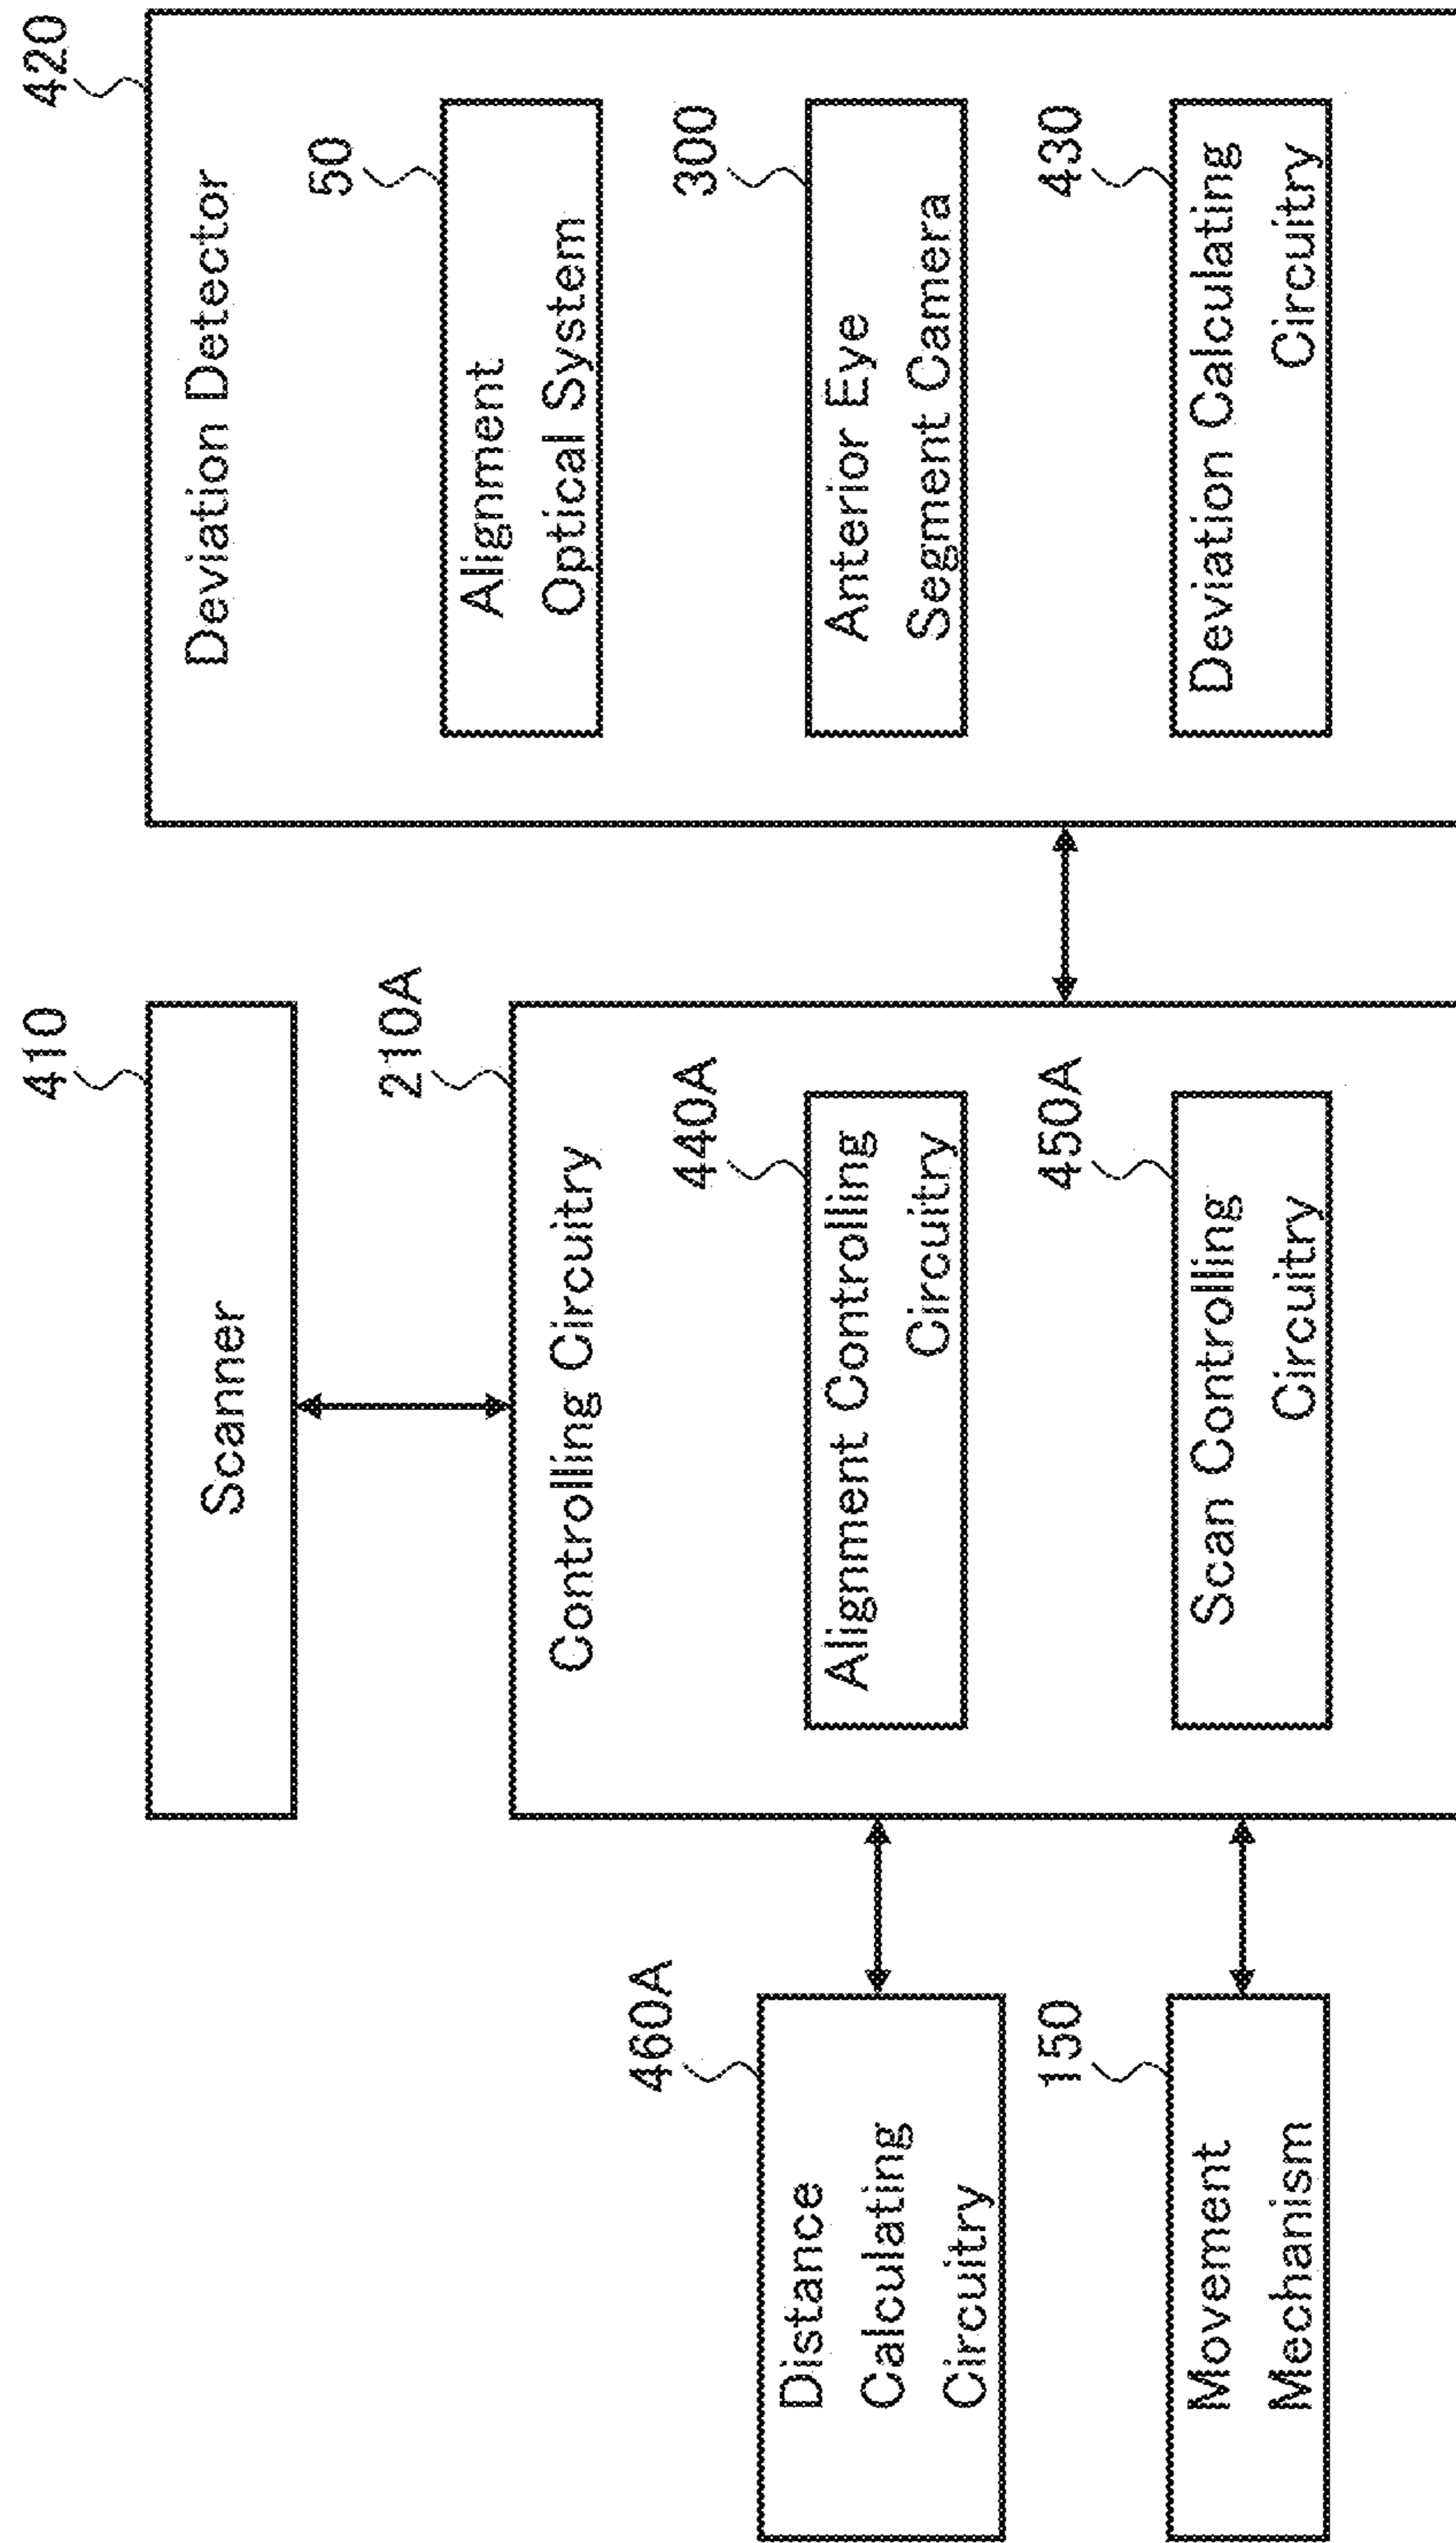 410
Scanner
420
Deviation Detector
50
Alignment
Optical System
300
Anterior Eye
Segment Camera
430
Deviation Calculating
Circuitry
210A
Controlling Circuitry
440A
Alignment Controlling
Circuitry
450A
Scan Controlling
Circuitry
460A
Distance
Calculating
Circuitry
150
Movement
Mechanism